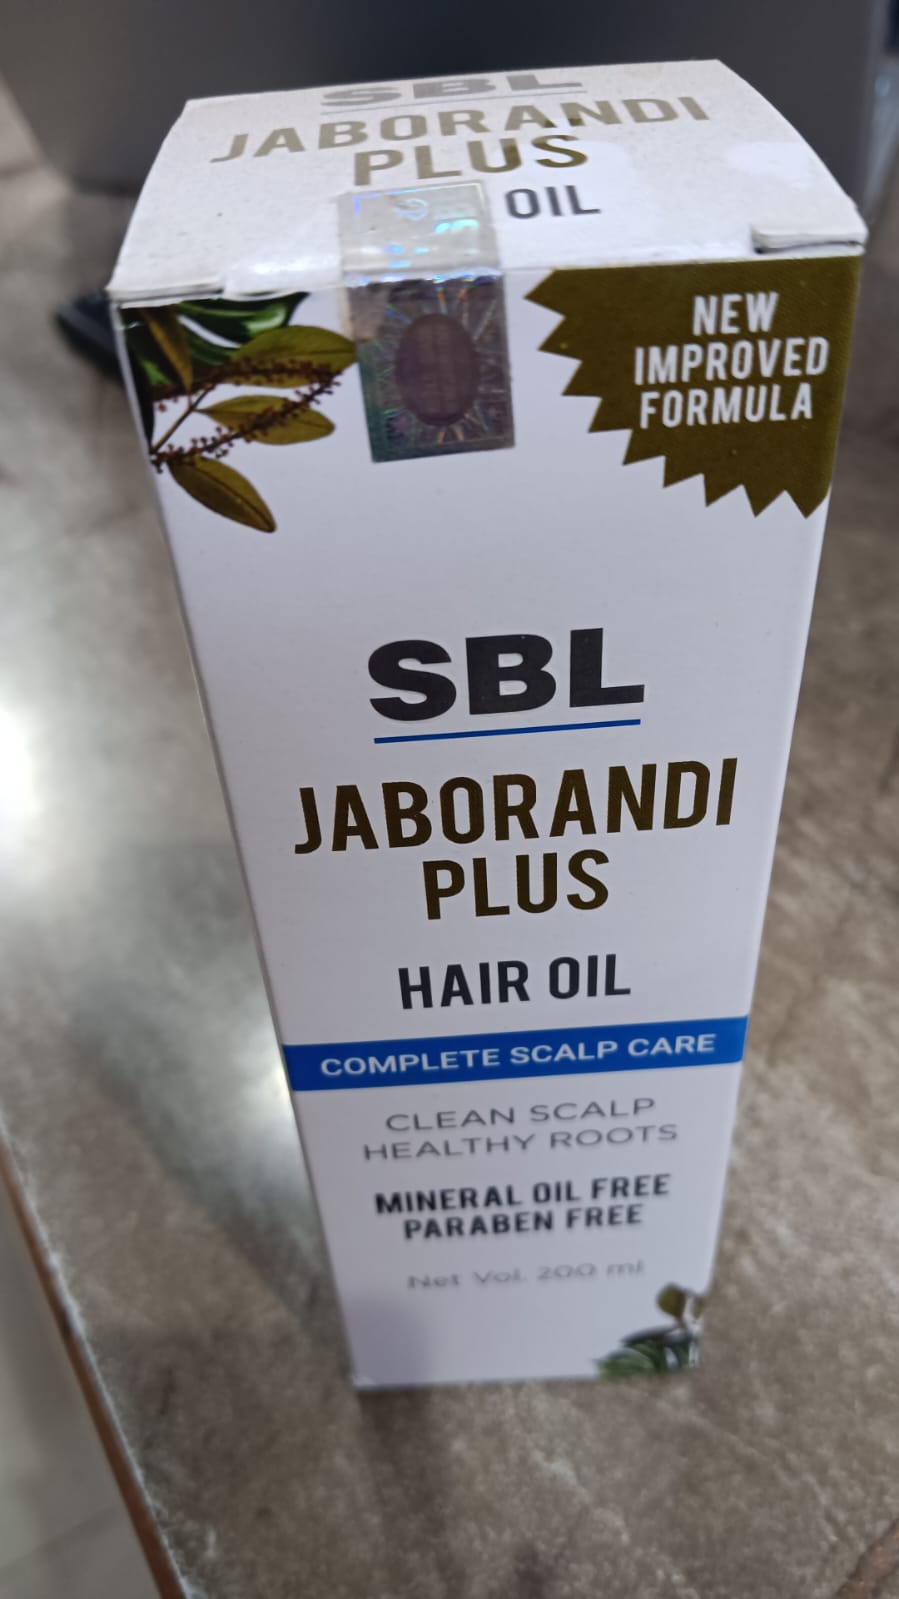 SBL
JABORANDI
PLUS
OIL
NEW
IMPROVED
FORMULA
SBL
JABORANDI
PLUS
HAIR OIL
COMPLETE SCALP CARE
CLEAN SCALP
HEALTHY ROOTS
MINERAL OIL FREE
PARABEN FREE
Net Vol. 200 ml